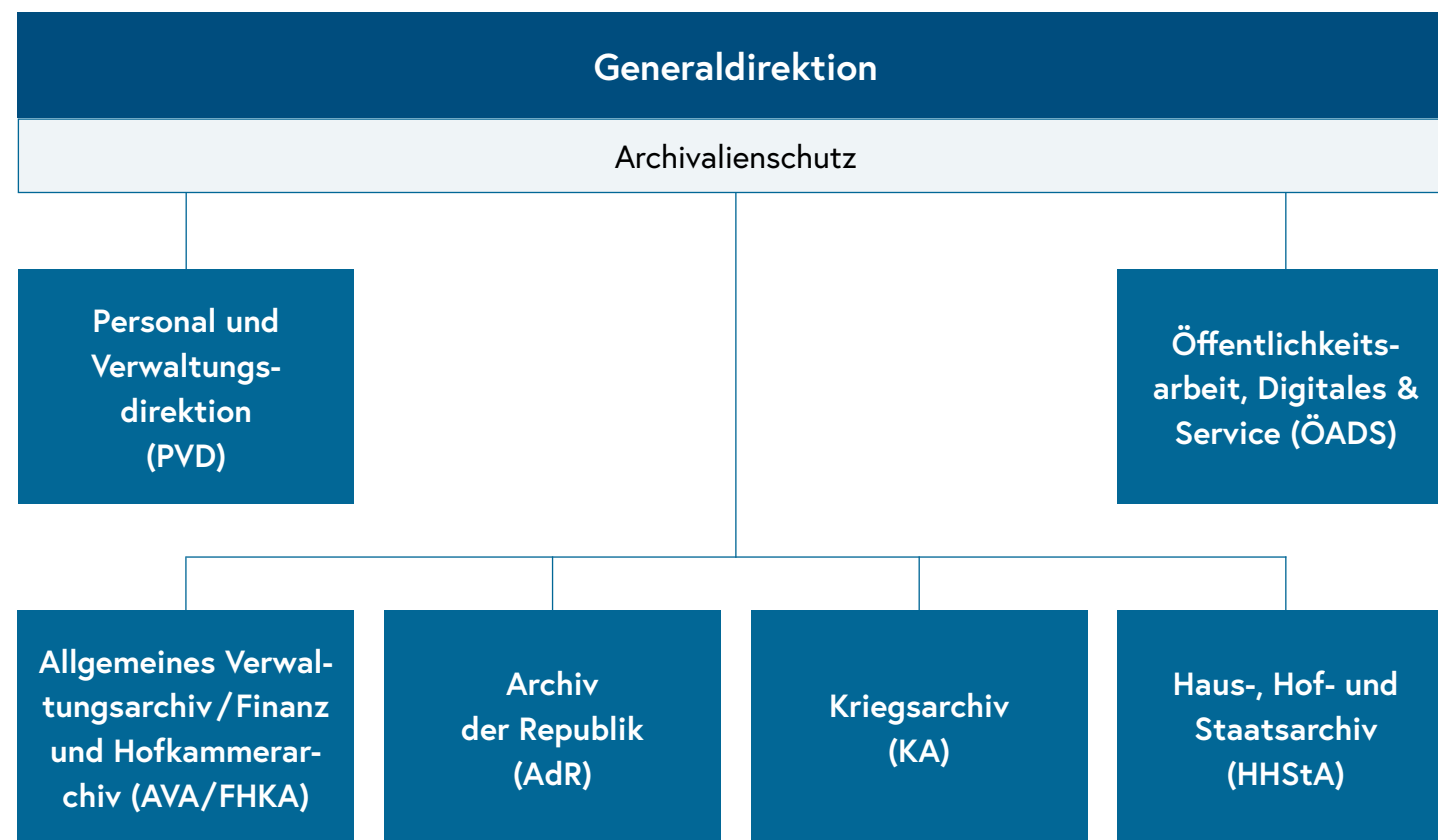 Generaldirektion
Archivalienschutz
Personal und
Verwaltungs-
direktion
(PVD)
Öffentlichkeits-
arbeit, Digitales &
Service (ÖADS)
Allgemeines Verwal-
tungsarchiv/Finanz
und Hofkammerar-
chiv (AVA/FHKA)
Archiv
der Republik
(AdR)
Kriegsarchiv
(KA)
Haus-, Hof- und
Staatsarchiv
(HHStA)